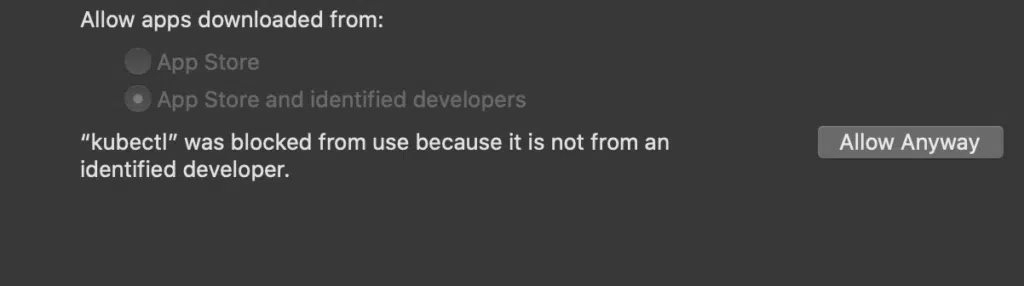 Allow apps downloaded from:
App Store
App Store and identified developers
“kubectl” was blocked from use because it is not from an
identified developer.
Allow Anyway